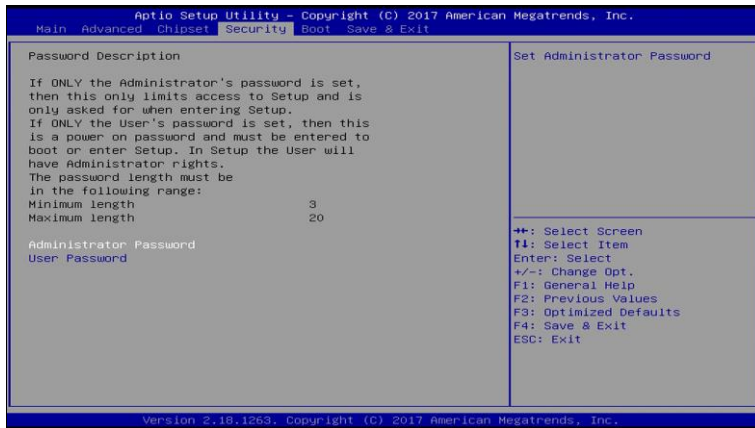 Aptio Setup Utility – Copyright (C) 2017 American Megatrends, Inc.
Main Advanced Chipset Security Boot Save & Exit
Password Description
If ONLY the Administrator's password is set,
then this only limits access to Setup and is
only asked for when entering Setup.
If ONLY the User's password is set, then this
is a power on password and must be entered to
boot or enter Setup. In Setup the User will
have Administrator rights.
The password length must be
in the following range:
Minimum length 3
Maximum length 20
Administrator Password
User Password
Set Administrator Password
→←: Select Screen
↑↓: Select Item
Enter: Select
+/-: Change Opt.
F1: General Help
F2: Previous Values
F3: Optimized Defaults
F4: Save & Exit
ESC: Exit
Version 2.18.1263. Copyright (C) 2017 American Megatrends, Inc.